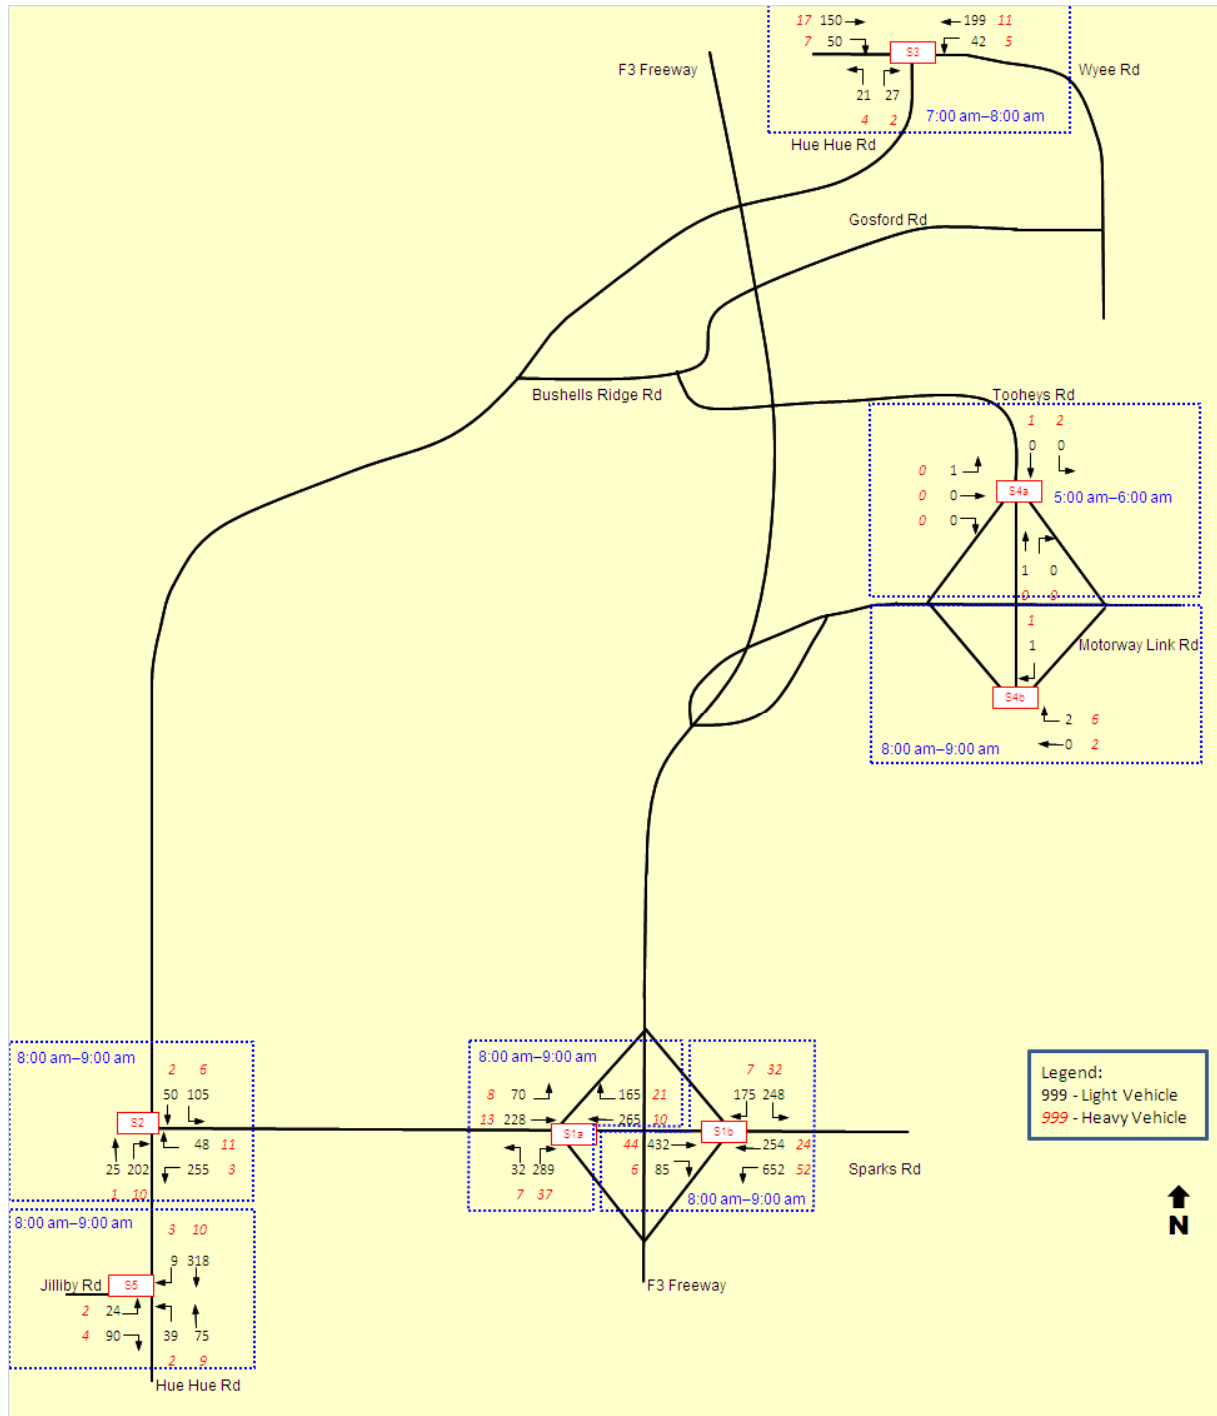 17 150 199 11
7 50 S3 42 5
F3 Freeway
Wyee Rd
21 27
4 2
7:00 am–8:00 am
Hue Hue Rd
Gosford Rd
Bushells Ridge Rd
Tooheys Rd
1 2
0 0
0 1
S4a
0 0
5:00 am–6:00 am
0 0
1 0
0 0
1
1
Motorway Link Rd
S4b
2 6
0 2
8:00 am–9:00 am
8:00 am–9:00 am
2 6
50 105
S2
48 11
25 202 255 3
1 10
8:00 am–9:00 am
8 70 165 21
13 228 265 10
S1a
32 289
7 37
7 32
175 248
S1b
44 432 254 24
6 85 652 52
8:00 am–9:00 am
Sparks Rd
Legend:
999 - Light Vehicle
999 - Heavy Vehicle
N
8:00 am–9:00 am
3 10
9 318
Jilliby Rd S5
2 24
4 90 39 75
2 9
Hue Hue Rd
F3 Freeway